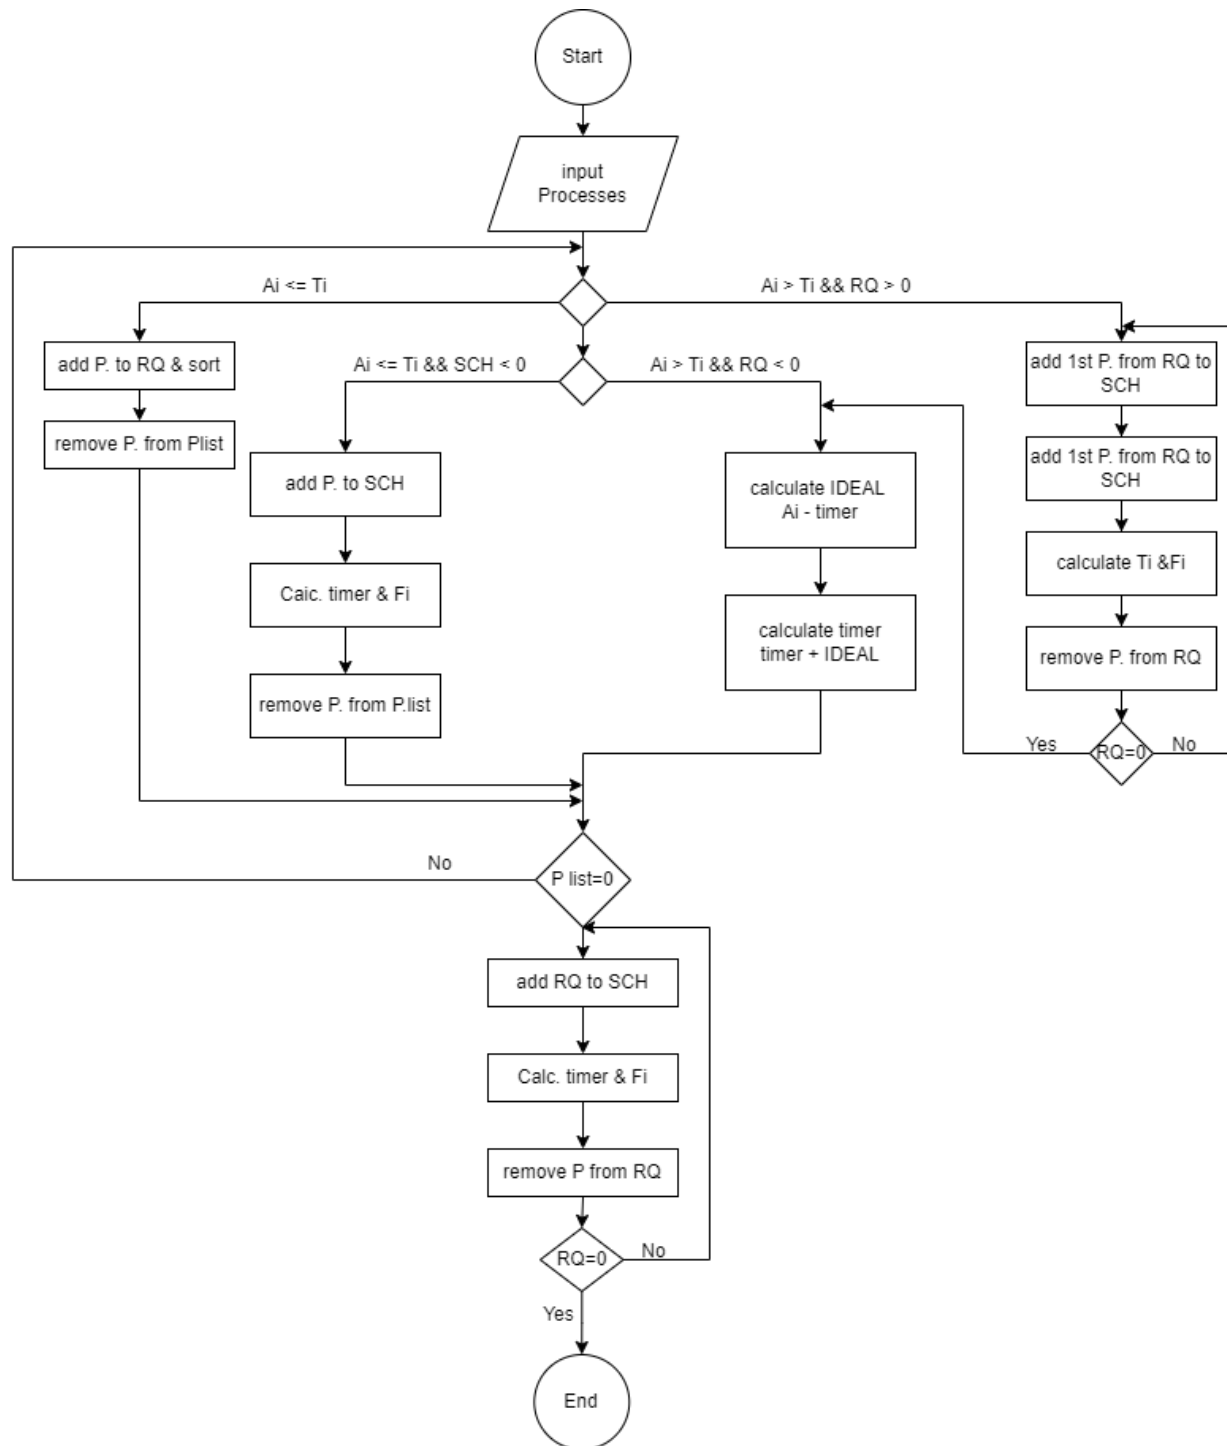 Start
input
Processes
Ai <= Ti
Ai > Ti && RQ > 0
add P. to RQ & sort
remove P. from Plist
Ai <= Ti && SCH < 0
Ai > Ti && RQ < 0
add P. to SCH
Caic. timer & Fi
remove P. from P.list
calculate IDEAL
Ai - timer
calculate timer
timer + IDEAL
add 1st P. from RQ to
SCH
add 1st P. from RQ to
SCH
calculate Ti &Fi
remove P. from RQ
Yes
RQ=0
No
No
P list=0
add RQ to SCH
Calc. timer & Fi
remove P from RQ
RQ=0
No
Yes
End